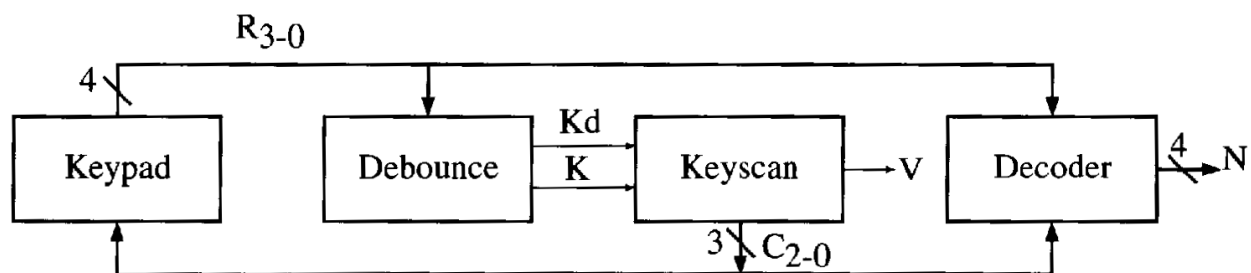 R3-0
4
Kd
K
Keypad
Debounce
Keyscan
V
Decoder
4
N
3
C2-0